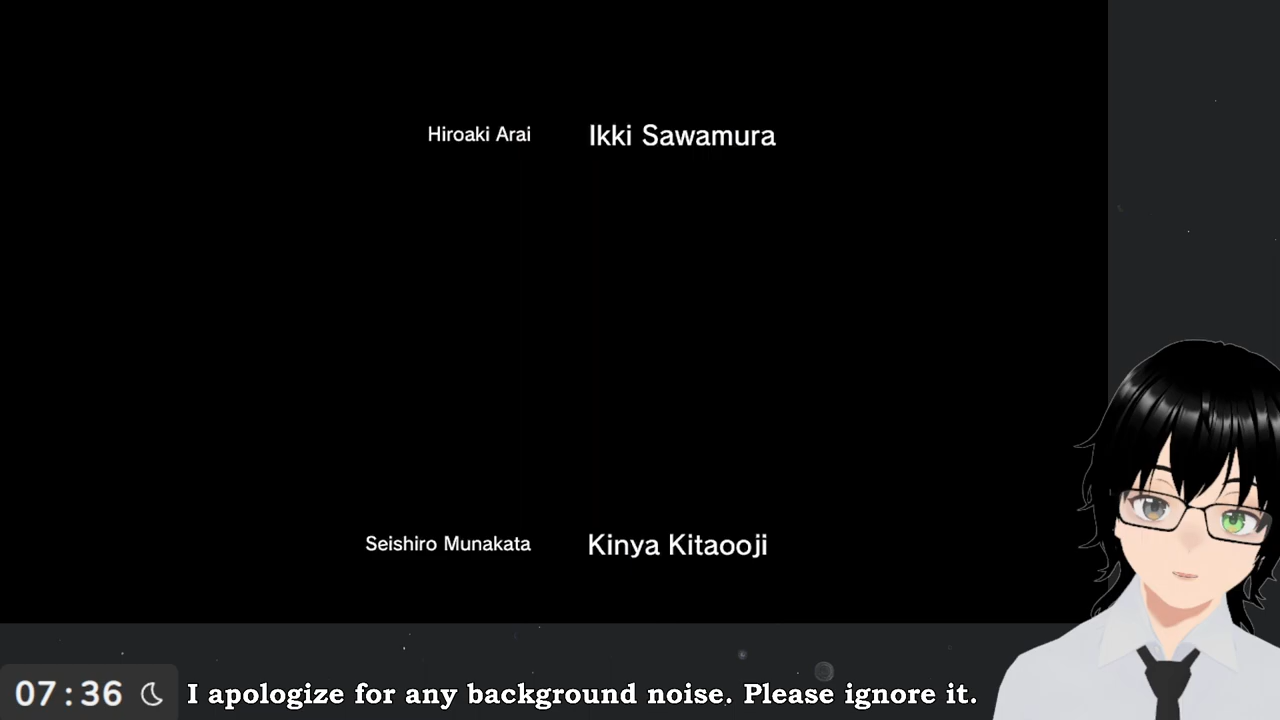 Hiroaki Arai Ikki Sawamura
Seishiro Munakata Kinya Kitaooji
07:36 I apologize for any background noise. Please ignore it.